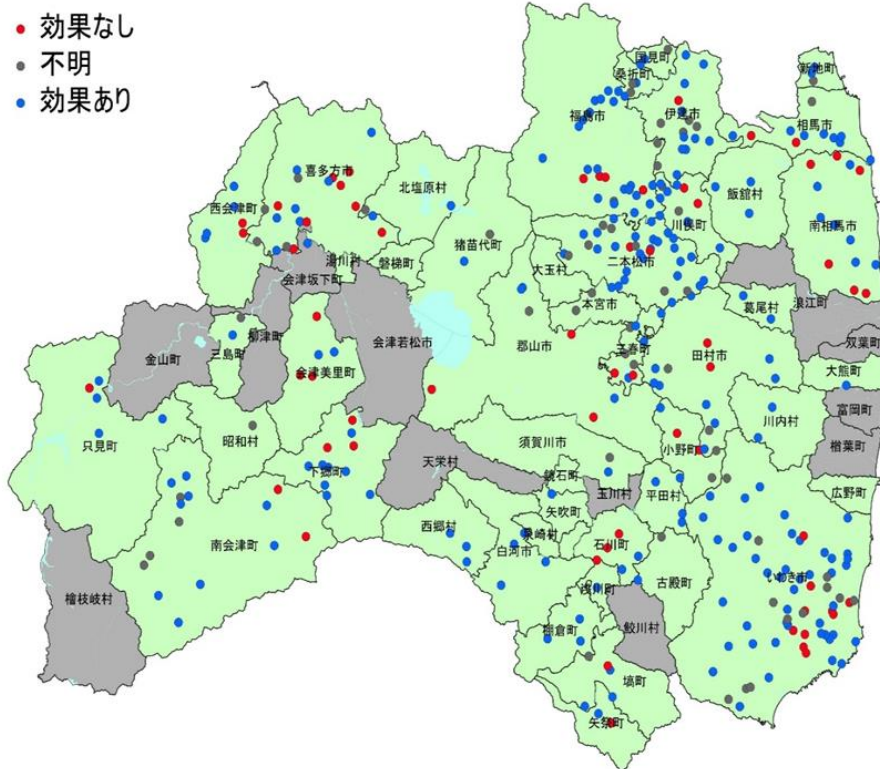 効果なし
不明
効果あり
国見町
桑折町
新地町
福島市
伊達市
相馬市
喜多方市
北塩原村
飯舘村
西会津町
川俣町
南相馬市
猪苗代町
湯川村
磐梯町
大玉村
二本松市
会津坂下町
本宮市
葛尾村
浪江町
柳津町
会津若松市
金山町
三島町
郡山市
三春町
田村市
双葉町
会津美里町
大熊町
只見町
昭和村
川内村
富岡町
須賀川市
小野町
楢葉町
下郷町
天栄村
鏡石町
玉川村
平田村
広野町
矢吹町
西郷村
泉崎村
南会津町
白河市
石川町
いわき市
浅川町
古殿町
檜枝岐村
棚倉町
鮫川村
塙町
矢祭町